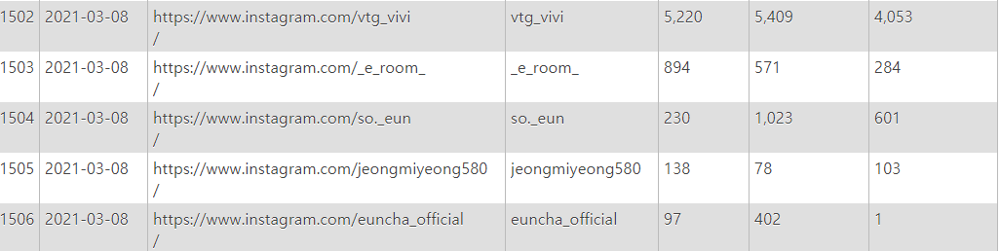 1502 2021-03-08 https://www.instagram.com/vtg_vivi vtg_vivi 5,220 5,409 4,053
/
1503 2021-03-08 https://www.instagram.com/_e_room_ _e_room_ 894 571 284
/
1504 2021-03-08 https://www.instagram.com/so._eun so._eun 230 1,023 601
/
1505 2021-03-08 https://www.instagram.com/jeongmiyeong580 jeongmiyeong580 138 78 103
/
1506 2021-03-08 https://www.instagram.com/euncha_official euncha_official 97 402 1
/